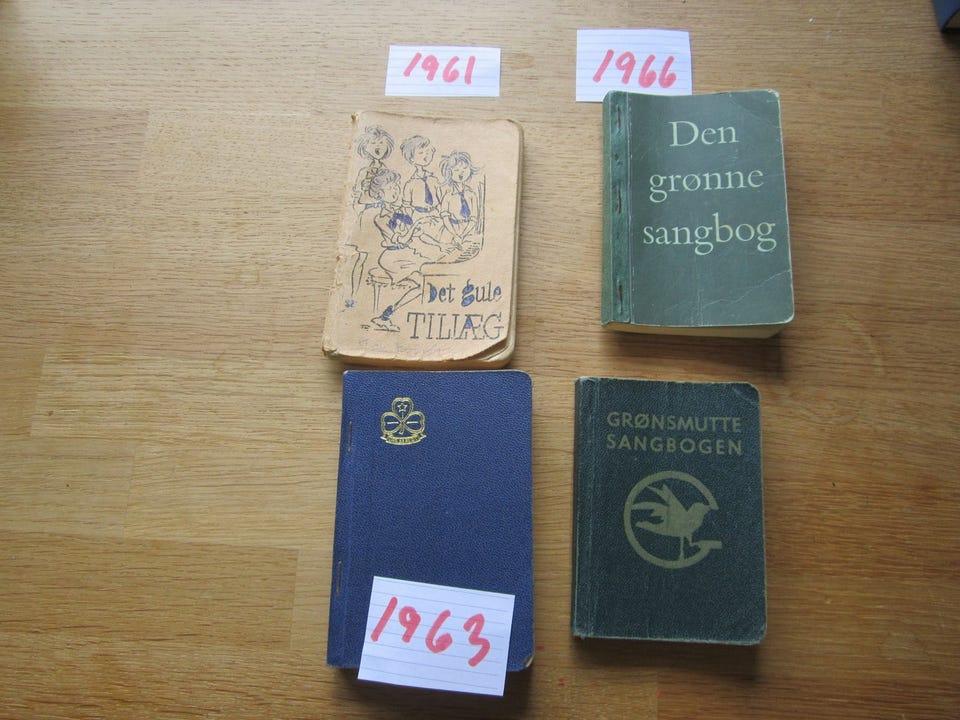 1961
1966
Det gule
TILLÆG
Den
grønne
sangbog
GRØNSMUTTE
SANGBOGEN
1963